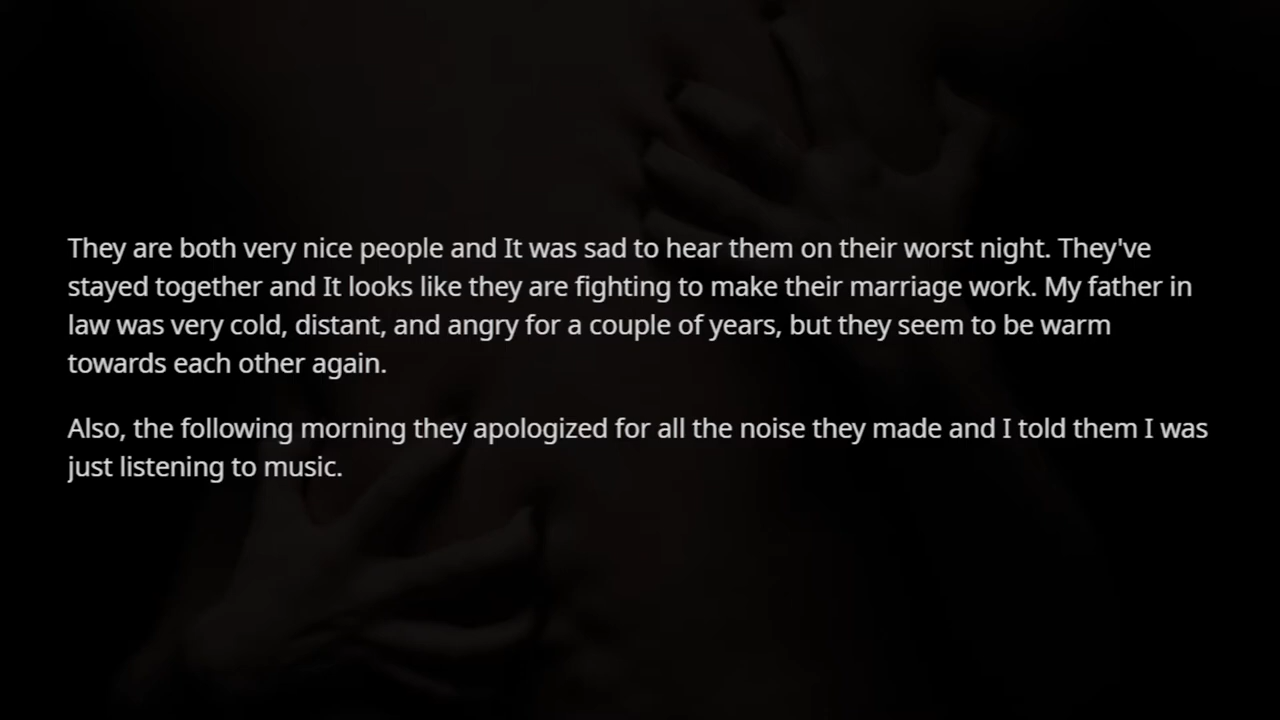 They are both very nice people and It was sad to hear them on their worst night. They've
stayed together and It looks like they are fighting to make their marriage work. My father in
law was very cold, distant, and angry for a couple of years, but they seem to be warm
towards each other again.
Also, the following morning they apologized for all the noise they made and I told them I was
just listening to music.